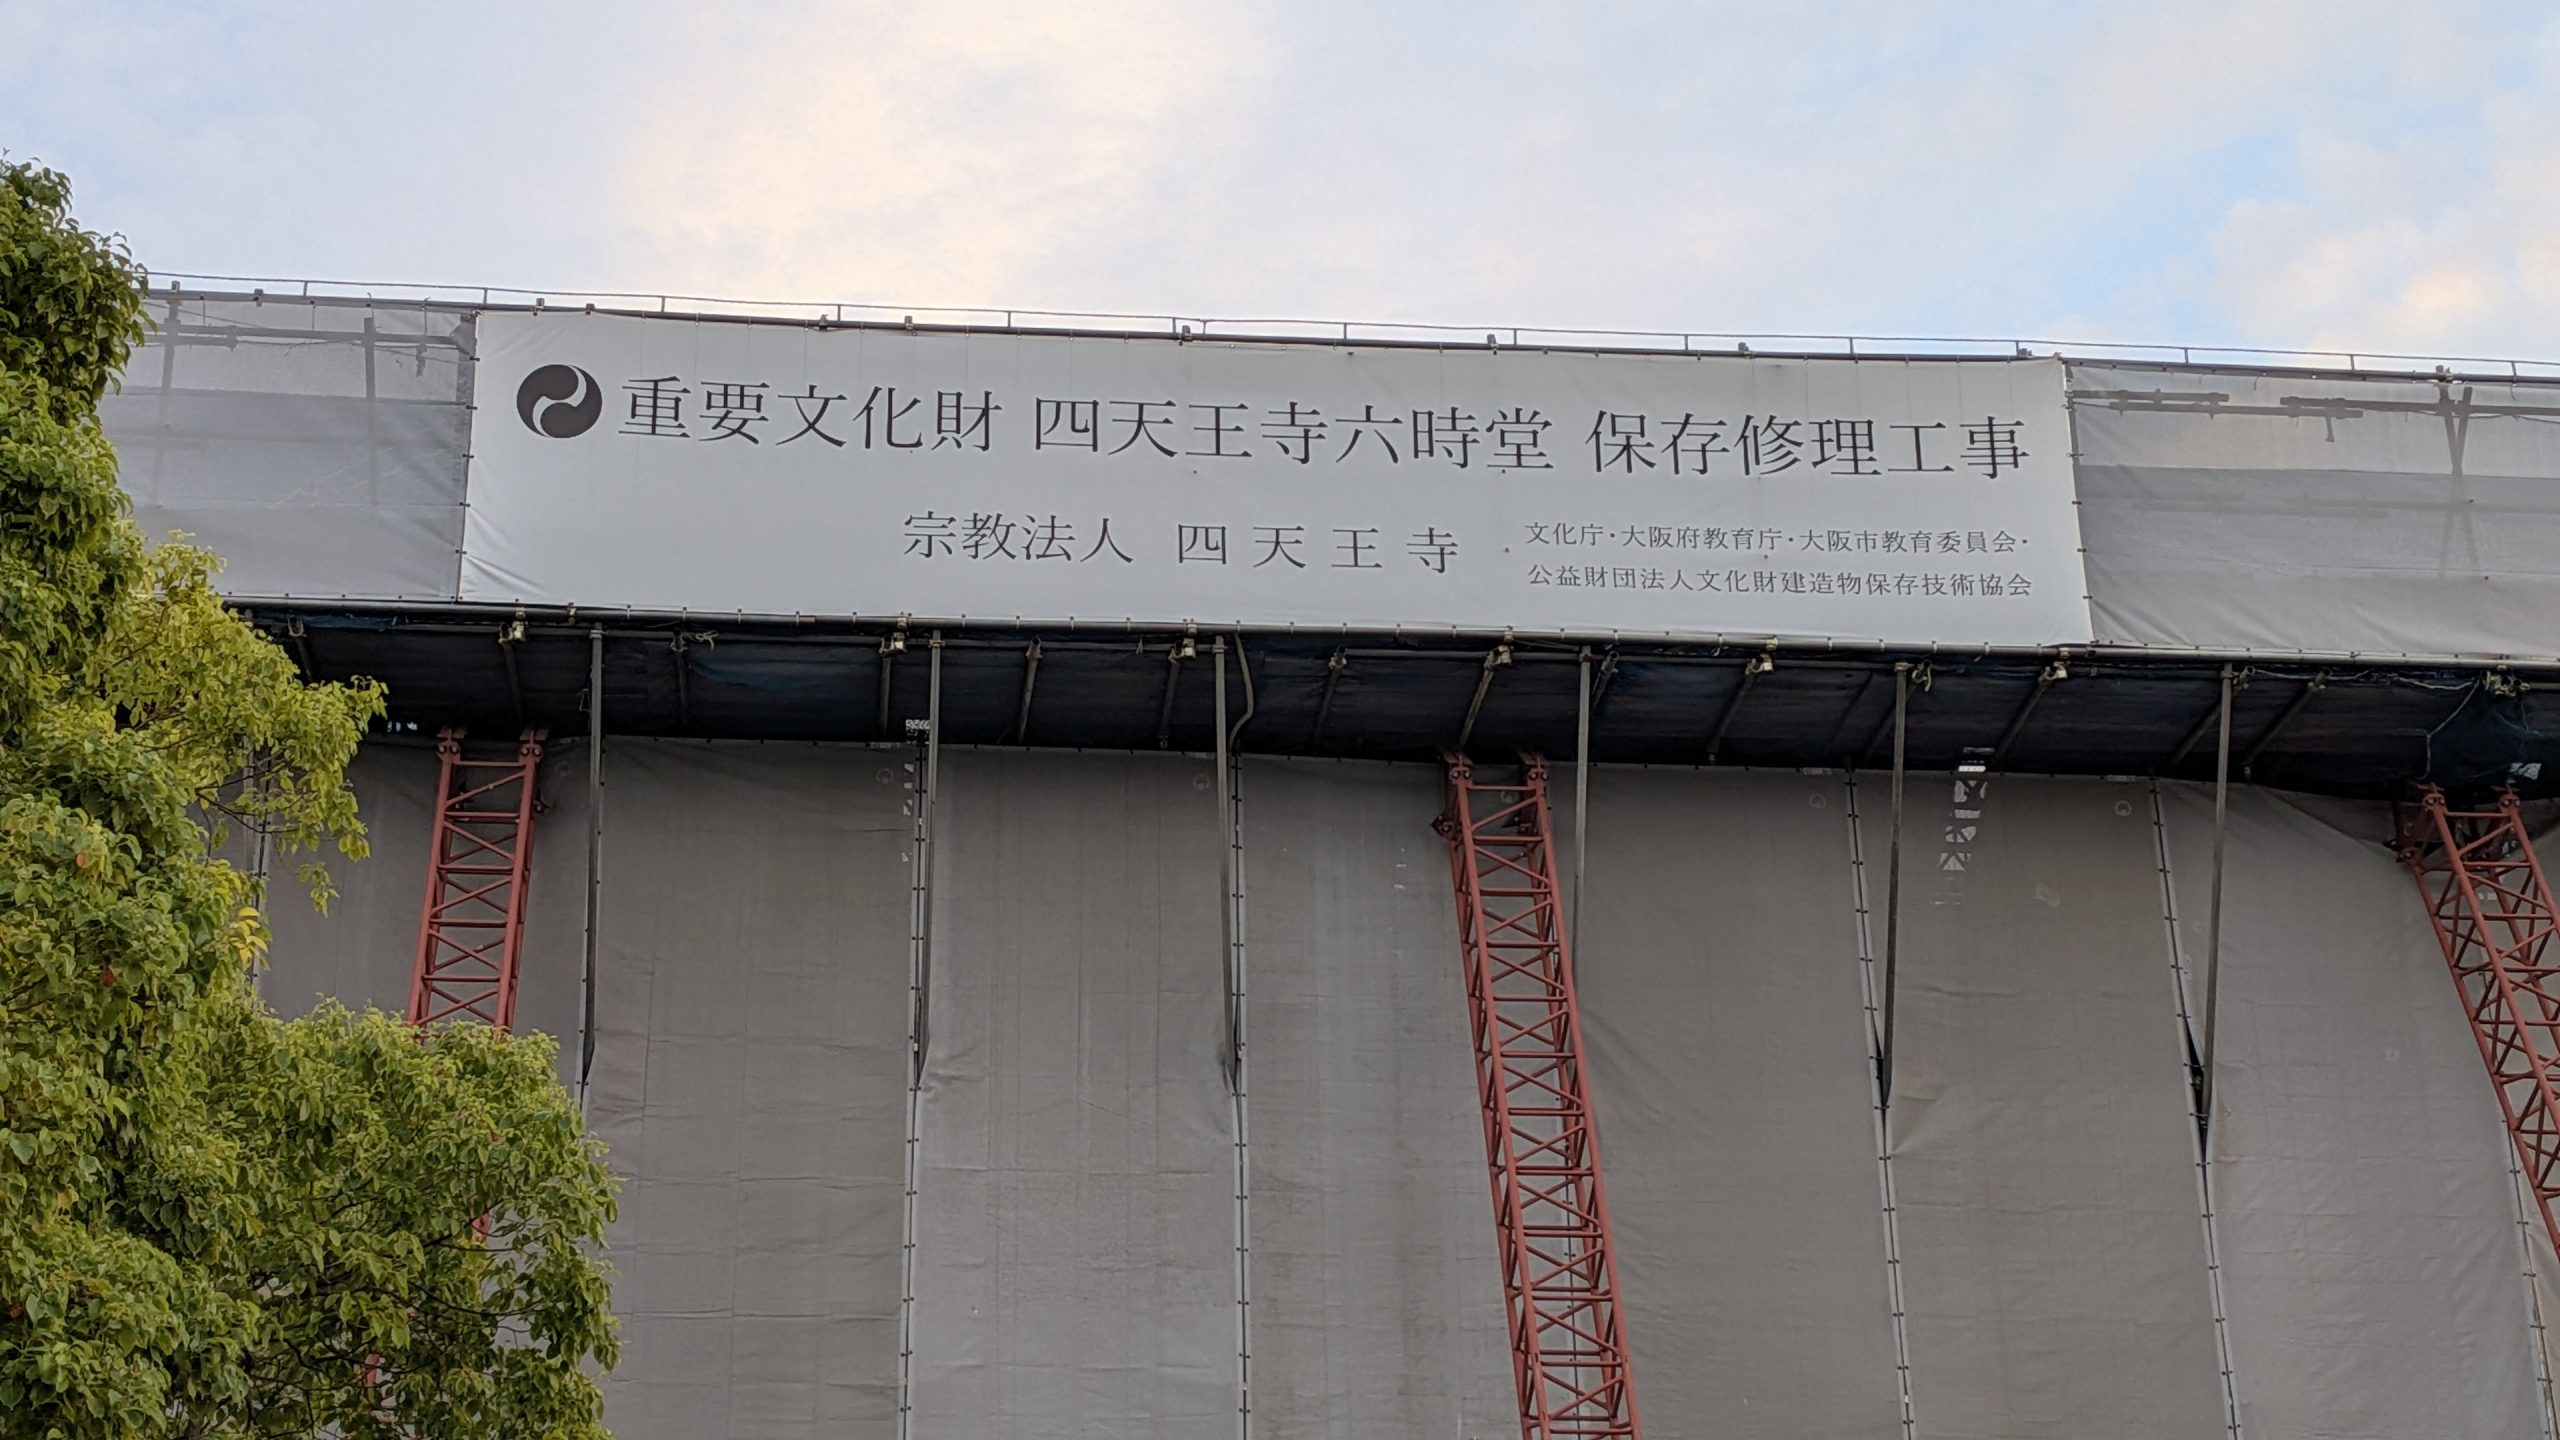 重要文化財 四天王寺六時堂 保存修理工事
宗教法人 四天王寺
文化庁・大阪府教育庁・大阪市教育委員会・
公益財団法人文化財建造物保存技術協会